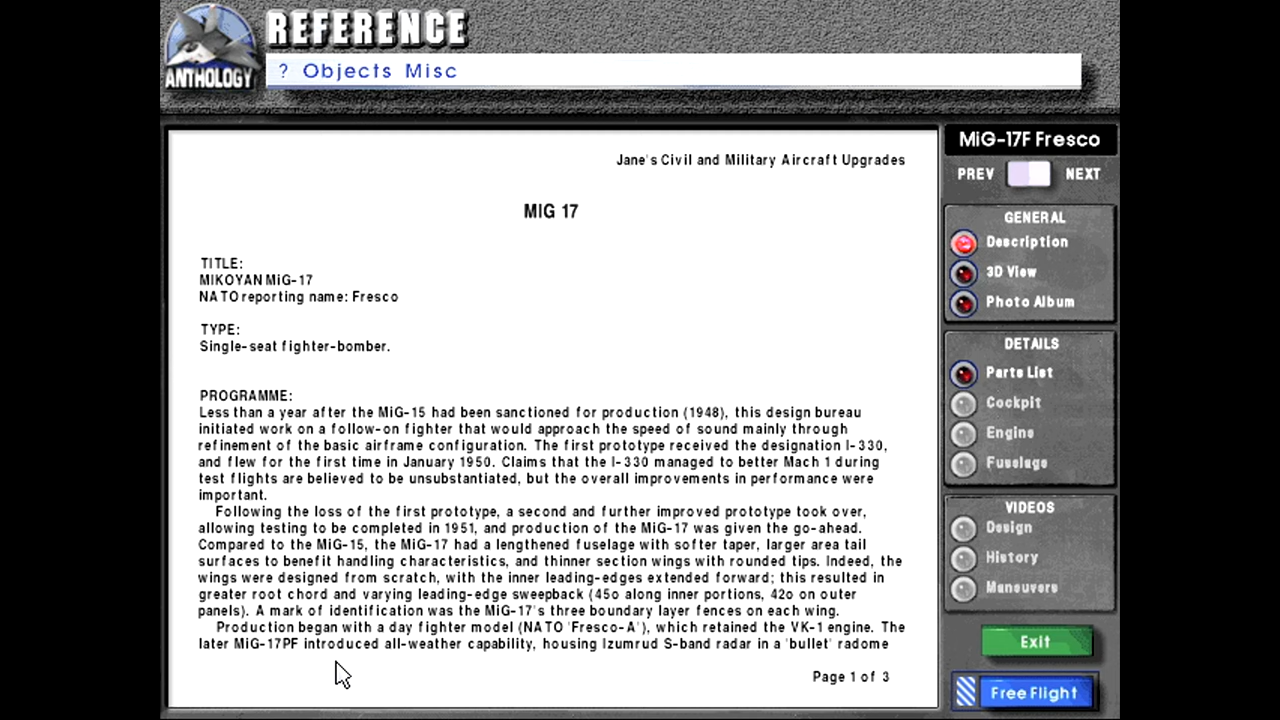 REFERENCE
ANTHOLOGY
? Objects Misc
Jane's Civil and Military Aircraft Upgrades
MIG 17
TITLE:
MIKOYAN MiG-17
NATO reporting name: Fresco
TYPE:
Single-seat fighter-bomber.
PROGRAMME:
Less than a year after the MiG-15 had been sanctioned for production (1948), this design bureau
initiated work on a follow-on fighter that would approach the speed of sound mainly through
refinement of the basic airframe configuration. The first prototype received the designation I-330,
and flew for the first time in January 1950. Claims that the I-330 managed to better Mach 1 during
test flights are believed to be unsubstantiated, but the overall improvements in performance were
important.
Following the loss of the first prototype, a second and further improved prototype took over,
allowing testing to be completed in 1951, and production of the MiG-17 was given the go-ahead.
Compared to the MiG-15, the MiG-17 had a lengthened fuselage with softer taper, larger area tail
surfaces to benefit handling characteristics, and thinner section wings with rounded tips. Indeed, the
wings were designed from scratch, with the inner leading-edges extended forward; this resulted in
greater root chord and varying leading-edge sweepback (45o along inner portions, 42o on outer
panels). A mark of identification was the MiG-17's three boundary layer fences on each wing.
Production began with a day fighter model (NATO 'Fresco-A'), which retained the VK-1 engine. The
later MiG-17PF introduced all-weather capability, housing Izumrud S-band radar in a 'bullet' radome
Page 1 of 3
MiG-17F Fresco
PREV NEXT
GENERAL
Description
3D View
Photo Album
DETAILS
Parts List
Cockpit
Engine
Fuselage
VIDEOS
Design
History
Maneuvers
Exit
Free Flight